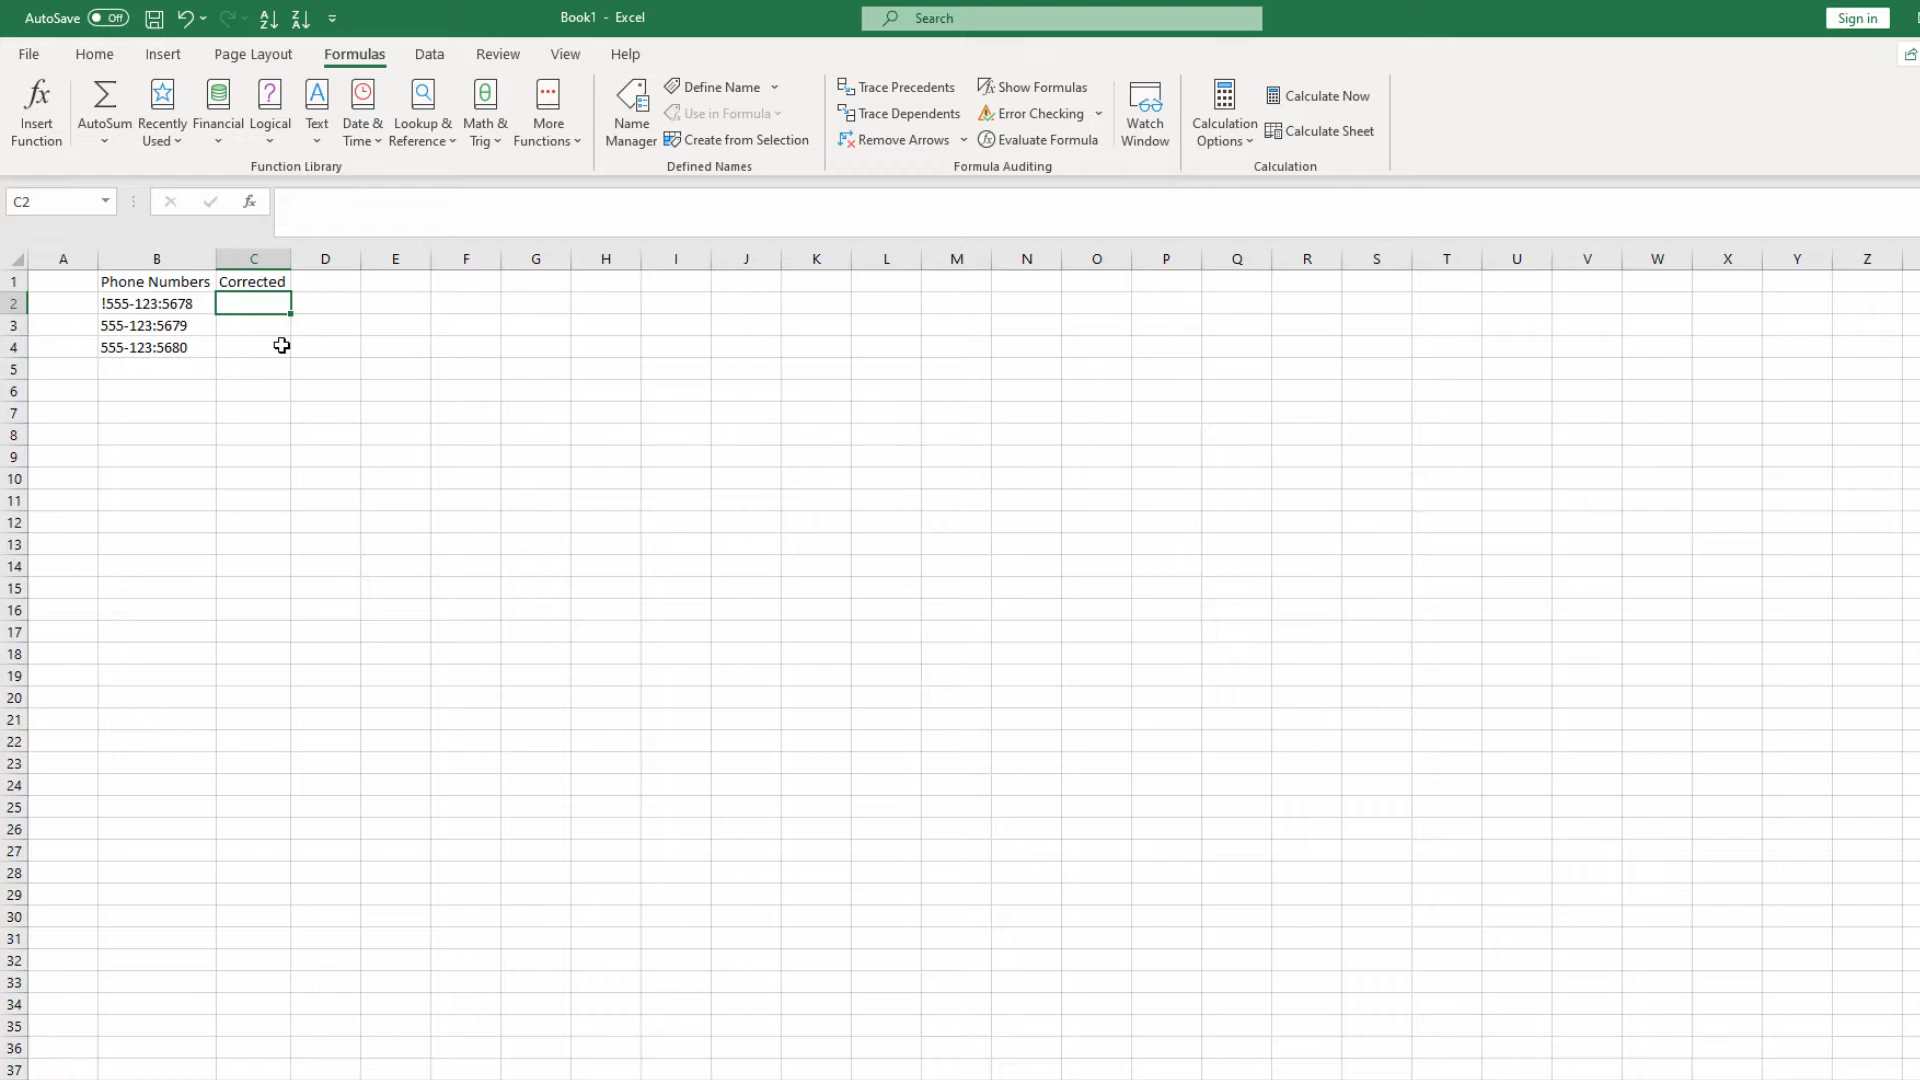 AutoSave Off Book1 - Excel Search Sign in
File Home Insert Page Layout Formulas Data Review View Help
fx Insert Function AutoSum Recently Used Financial Logical Text Date & Time Lookup & Reference Math & Trig More Functions
Function Library
Name Manager
Define Name
Use in Formula
Create from Selection
Defined Names
Trace Precedents
Trace Dependents
Remove Arrows
Show Formulas
Error Checking
Evaluate Formula
Formula Auditing
Watch Window
Calculation Options
Calculate Now
Calculate Sheet
Calculation
C2 fx
A B C D E F G H I J K L M N O P Q R S T U V W X Y Z
1 Phone Numbers Corrected
2 !555-123:5678
3 555-123:5679
4 555-123:5680
5
6
7
8
9
10
11
12
13
14
15
16
17
18
19
20
21
22
23
24
25
26
27
28
29
30
31
32
33
34
35
36
37